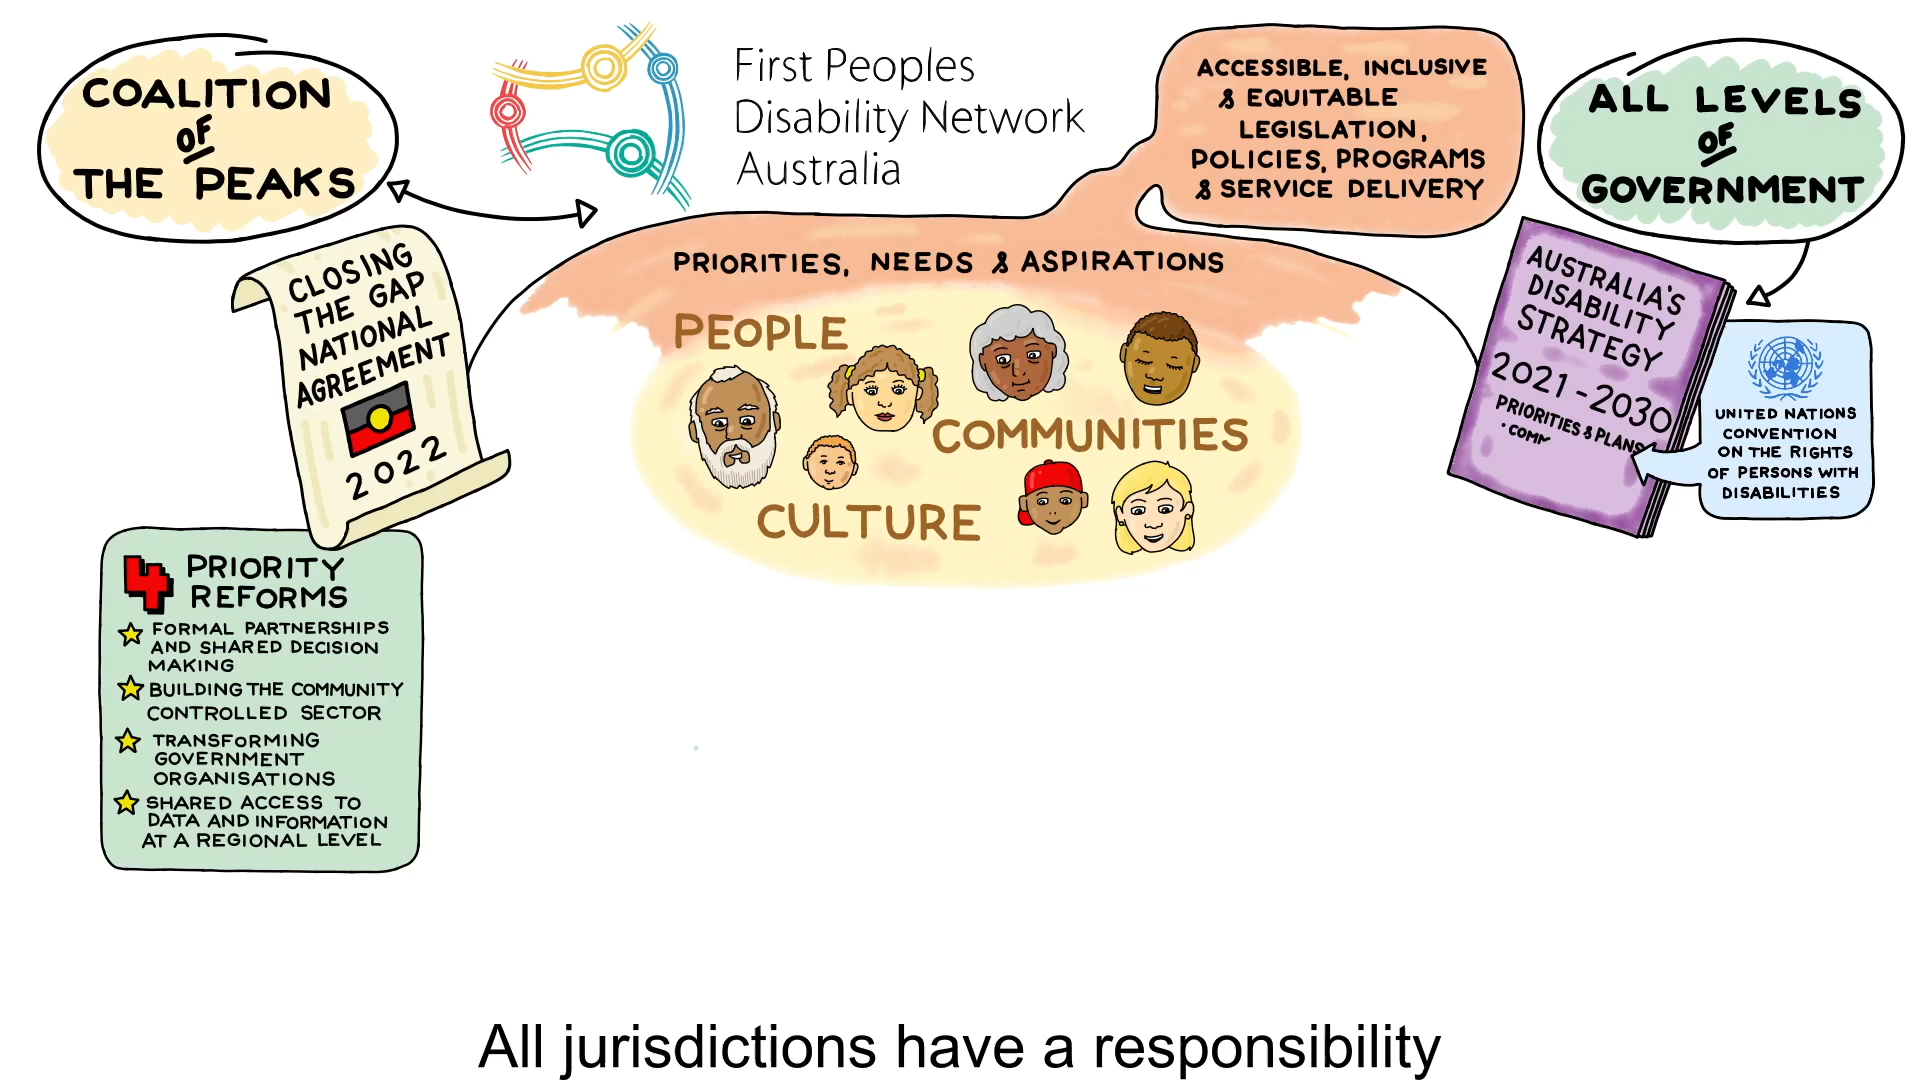 COALITION
OF
THE PEAKS
First Peoples
Disability Network
Australia
ACCESSIBLE, INCLUSIVE
& EQUITABLE
LEGISLATION,
POLICIES, PROGRAMS
& SERVICE DELIVERY
ALL LEVELS
OF
GOVERNMENT
CLOSING
THE GAP
NATIONAL
AGREEMENT
2022
PRIORITIES, NEEDS & ASPIRATIONS
PEOPLE
COMMUNITIES
CULTURE
AUSTRALIA'S
DISABILITY
STRATEGY
2021-2030
PRIORITIES & PLANS
UNITED NATIONS
CONVENTION
ON THE RIGHTS
OF PERSONS WITH
DISABILITIES
4 PRIORITY
REFORMS
FORMAL PARTNERSHIPS
AND SHARED DECISION
MAKING
BUILDING THE COMMUNITY
CONTROLLED SECTOR
TRANSFORMING
GOVERNMENT
ORGANISATIONS
SHARED ACCESS TO
DATA AND INFORMATION
AT A REGIONAL LEVEL
All jurisdictions have a responsibility